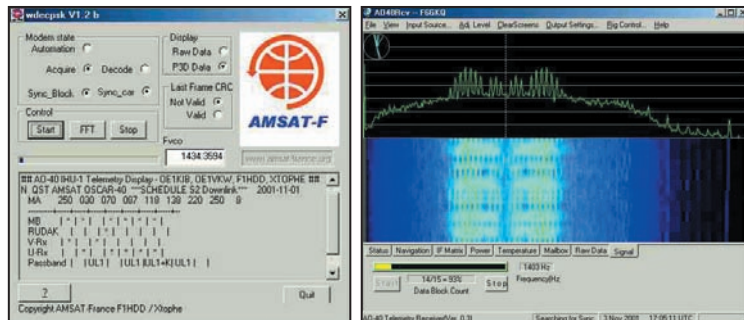 wdecpsk V1.2 b
Modem state
Automation
Acquire
Decode
Sync_Block
Sync_car
Display
Raw Data
P3D Data
Last Frame CRC
Not Valid
Valid
Control
Start
FFT
Stop
AMSAT-F
Fvco
1434.3594
www.amsat-france.org
## AO-40 IHU-1 Telemetry Display - OE1KIB, OE1VKW, F1HDD, XTOPHE ##
N QST AMSAT OSCAR-40 ***SCHEDULE S2 Downlink*** 2001-11-01
MA 250 030 070 007 118 138 220 250
MB
RUDAK
V-Rx
U-Rx
Passband | |UL1 | |UL1 |UL1+K|UL1 | |
?
Quit
Copyright AMSAT-France F1HDD / Xtophe
AO40Rcv - F6GKQ
File View Input Source... Adj. Level ClearScreens Output Settings... Rig Control... Help
Status Navigation IF Matrix Power Temperature Mailbox Raw Data Signal
1403 Hz
Start
14/15 = 93%
Data Block Count
Stop
Frequency(Hz)
AO-40 Telemetry Receiver
Searching for Sync
3 Nov 2001
17:05:11 UTC